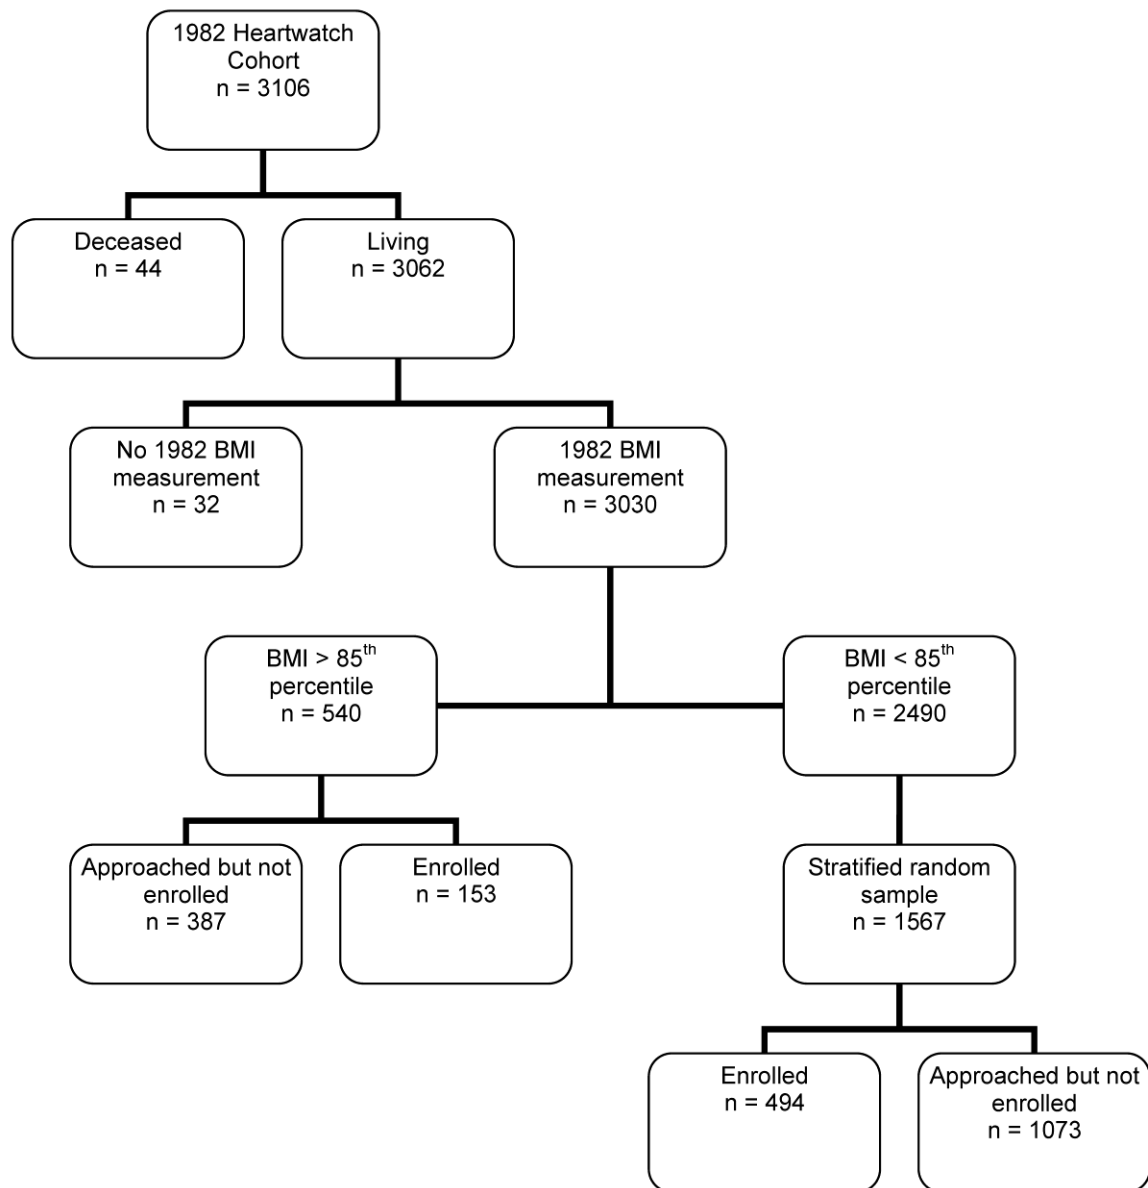 1982 Heartwatch
Cohort
n = 3106
Deceased
n = 44
Living
n = 3062
No 1982 BMI
measurement
n = 32
1982 BMI
measurement
n = 3030
BMI > 85th
percentile
n = 540
BMI < 85th
percentile
n = 2490
Approached but not
enrolled
n = 387
Enrolled
n = 153
Stratified random
sample
n = 1567
Enrolled
n = 494
Approached but not
enrolled
n = 1073